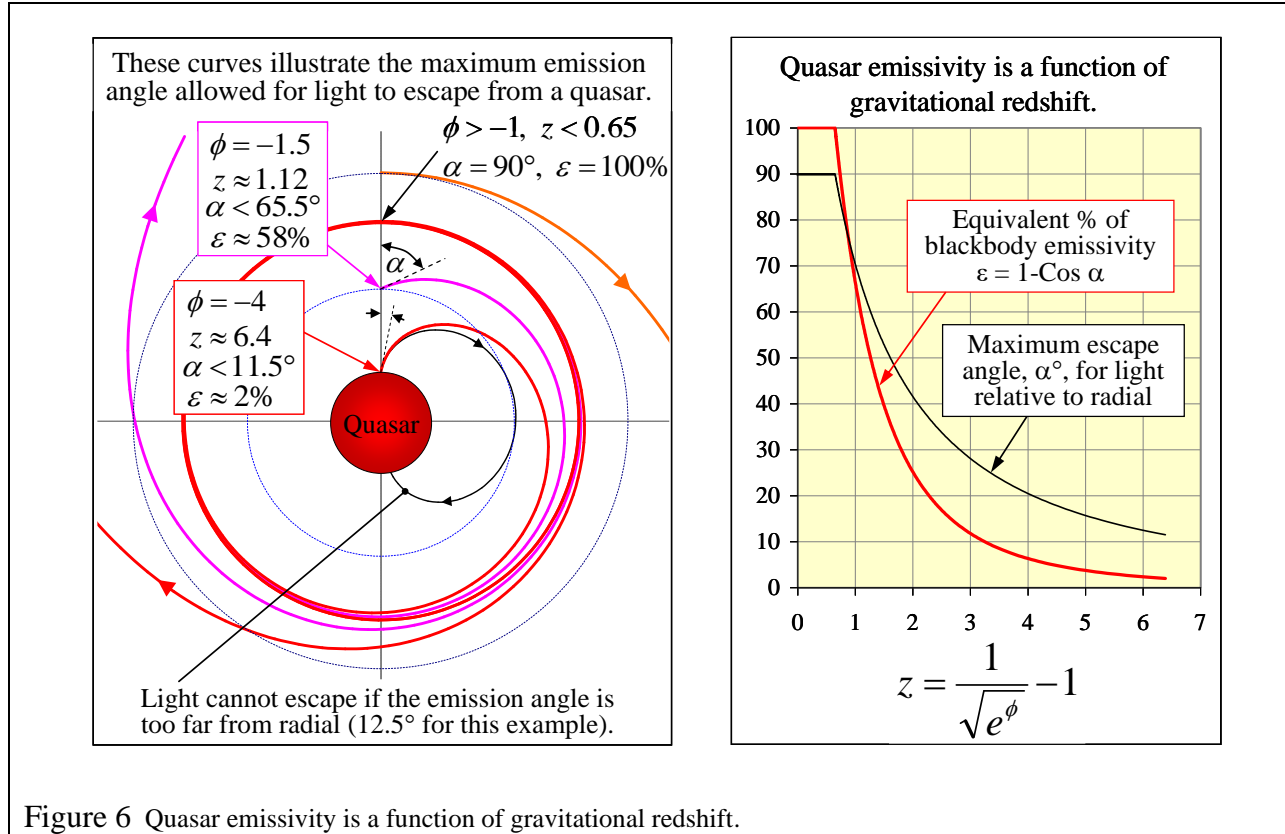 These curves illustrate the maximum emission
angle allowed for light to escape from a quasar.
ϕ > −1, z < 0.65
α = 90°, ε = 100%
ϕ = −1.5
z ≈ 1.12
α < 65.5°
ε ≈ 58%
α
ϕ = −4
z ≈ 6.4
α < 11.5°
ε ≈ 2%
Quasar
Light cannot escape if the emission angle is
too far from radial (12.5° for this example).
Quasar emissivity is a function of
gravitational redshift.
100
90
80
70
60
50
40
30
20
10
0
Equivalent % of
blackbody emissivity
ε = 1-Cos α
Maximum escape
angle, α°, for light
relative to radial
0 1 2 3 4 5 6 7
z = 1/√(e^ϕ) − 1
Figure 6 Quasar emissivity is a function of gravitational redshift.